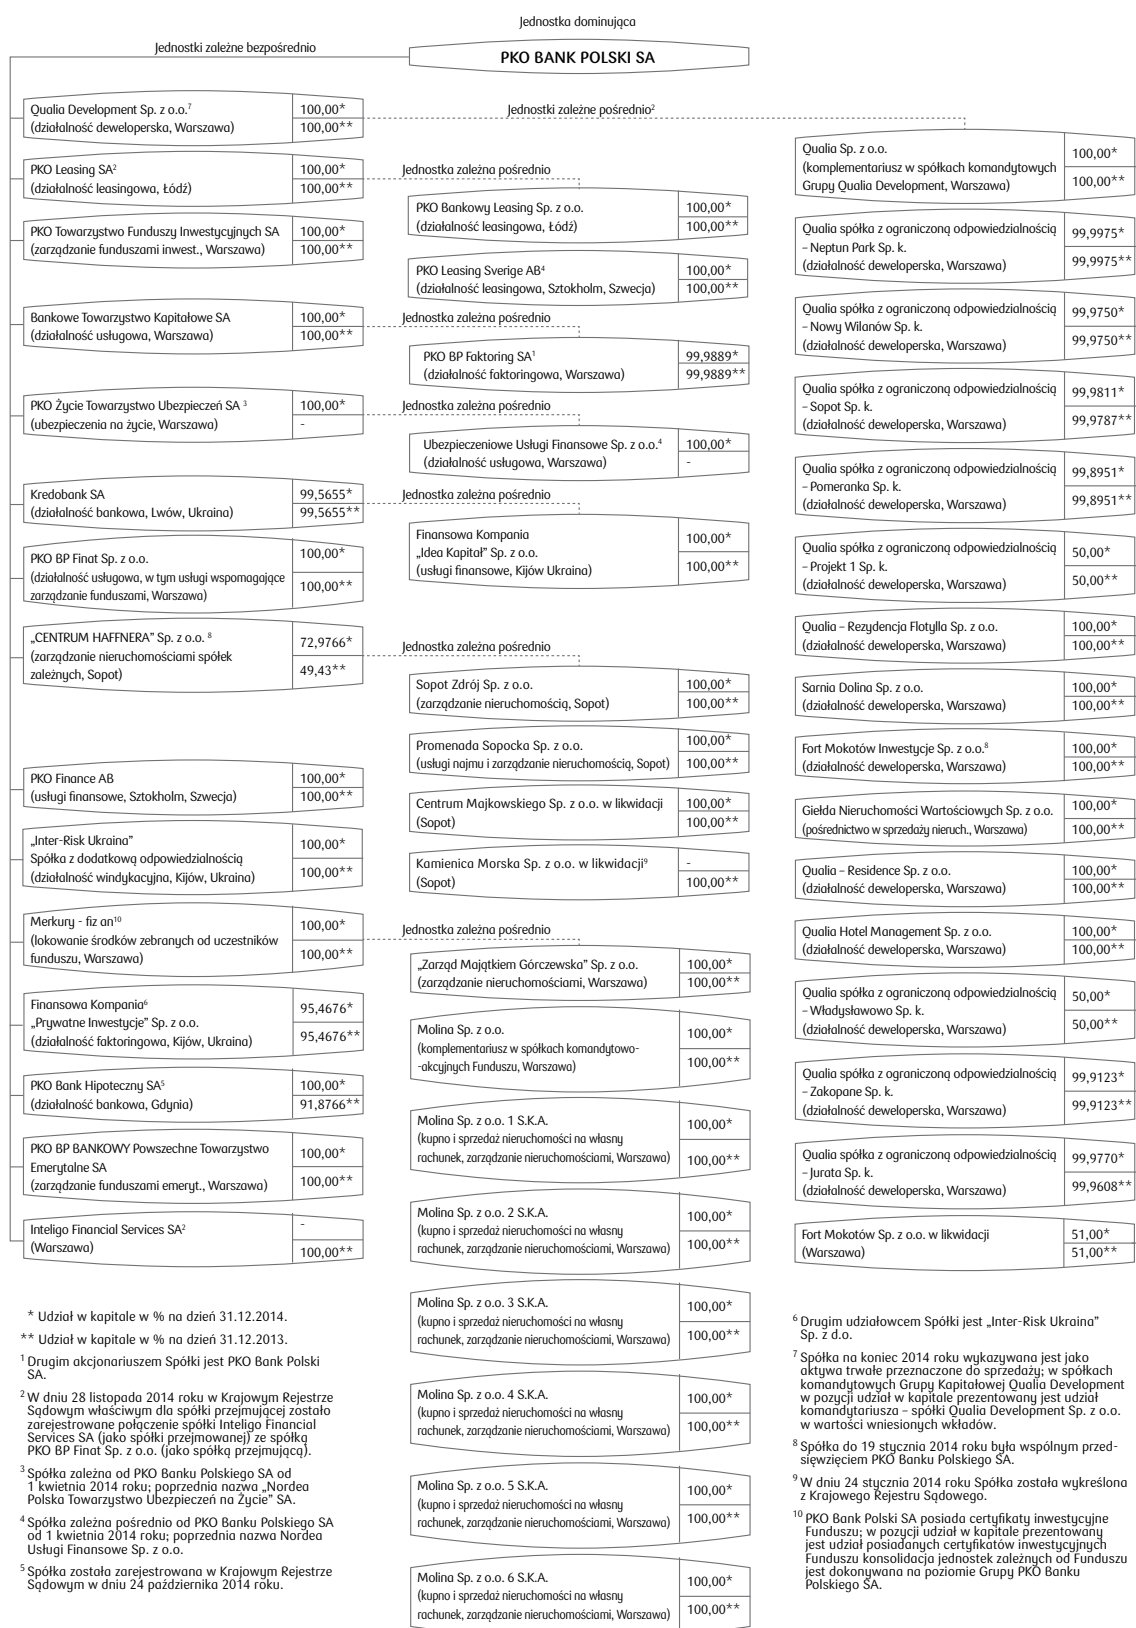 Jednostka dominująca
Jednostki zależne bezpośrednio
PKO BANK POLSKI SA
Qualia Development Sp. z o.o.⁷ 100,00*
(działalność deweloperska, Warszawa) 100,00**
PKO Leasing SA² 100,00*
(działalność leasingowa, Łódź) 100,00**
PKO Towarzystwo Funduszy Inwestycyjnych SA 100,00*
(zarządzanie funduszami inwest., Warszawa) 100,00**
Bankowe Towarzystwo Kapitałowe SA 100,00*
(działalność usługowa, Warszawa) 100,00**
PKO Życie Towarzystwo Ubezpieczeń SA ³ 100,00*
(ubezpieczenia na życie, Warszawa) -
Kredobank SA 99,5655*
(działalność bankowa, Lwów, Ukraina) 99,5655**
PKO BP Finat Sp. z o.o. 100,00*
(działalność usługowa, w tym usługi wspomagające
zarządzanie funduszami, Warszawa) 100,00**
„CENTRUM HAFFNERA” Sp. z o.o. ⁸ 72,9766*
(zarządzanie nieruchomościami spółek
zależnych, Sopot) 49,43**
PKO Finance AB 100,00*
(usługi finansowe, Sztokholm, Szwecja) 100,00**
„Inter-Risk Ukraina” 100,00*
Spółka z dodatkową odpowiedzialnością
(działalność windykacyjna, Kijów, Ukraina) 100,00**
Merkury - fiz an¹⁰ 100,00*
(lokowanie środków zebranych od uczestników
funduszu, Warszawa) 100,00**
Finansowa Kompania⁶ 95,4676*
„Prywatne Inwestycje” Sp. z o.o.
(działalność faktoringowa, Kijów, Ukraina) 95,4676**
PKO Bank Hipoteczny SA⁵ 100,00*
(działalność bankowa, Gdynia) 91,8766**
PKO BP BANKOWY Powszechne Towarzystwo 100,00*
Emerytalne SA
(zarządzanie funduszami emeryt., Warszawa) 100,00**
Inteligo Financial Services SA² -
(Warszawa) 100,00**
Jednostki zależne pośrednio²
Jednostka zależna pośrednio
PKO Bankowy Leasing Sp. z o.o. 100,00*
(działalność leasingowa, Łódź) 100,00**
PKO Leasing Sverige AB⁴ 100,00*
(działalność leasingowa, Sztokholm, Szwecja) 100,00**
Jednostka zależna pośrednio
PKO BP Faktoring SA¹ 99,9889*
(działalność faktoringowa, Warszawa) 99,9889**
Jednostka zależna pośrednio
Ubezpieczeniowe Usługi Finansowe Sp. z o.o.⁴ 100,00*
(działalność usługowa, Warszawa) -
Jednostka zależna pośrednio
Finansowa Kompania 100,00*
„Idea Kapitał” Sp. z o.o.
(usługi finansowe, Kijów Ukraina) 100,00**
Jednostka zależna pośrednio
Sopot Zdrój Sp. z o.o. 100,00*
(zarządzanie nieruchomością, Sopot) 100,00**
Promenada Sopocka Sp. z o.o. 100,00*
(usługi najmu i zarządzanie nieruchomością, Sopot) 100,00**
Centrum Majkowskiego Sp. z o.o. w likwidacji 100,00*
(Sopot) 100,00**
Kamienica Morska Sp. z o.o. w likwidacji⁹ -
(Sopot) 100,00**
Jednostka zależna pośrednio
„Zarząd Majątkiem Górczewska” Sp. z o.o. 100,00*
(zarządzanie nieruchomościami, Warszawa) 100,00**
Molina Sp. z o.o. 100,00*
(komplementariusz w spółkach komandytowo-
-akcyjnych Funduszu, Warszawa) 100,00**
Molina Sp. z o.o. 1 S.K.A. 100,00*
(kupno i sprzedaż nieruchomości na własny
rachunek, zarządzanie nieruchomościami, Warszawa) 100,00**
Molina Sp. z o.o. 2 S.K.A. 100,00*
(kupno i sprzedaż nieruchomości na własny
rachunek, zarządzanie nieruchomościami, Warszawa) 100,00**
Molina Sp. z o.o. 3 S.K.A. 100,00*
(kupno i sprzedaż nieruchomości na własny
rachunek, zarządzanie nieruchomościami, Warszawa) 100,00**
Molina Sp. z o.o. 4 S.K.A. 100,00*
(kupno i sprzedaż nieruchomości na własny
rachunek, zarządzanie nieruchomościami, Warszawa) 100,00**
Molina Sp. z o.o. 5 S.K.A. 100,00*
(kupno i sprzedaż nieruchomości na własny
rachunek, zarządzanie nieruchomościami, Warszawa) 100,00**
Molina Sp. z o.o. 6 S.K.A. 100,00*
(kupno i sprzedaż nieruchomości na własny
rachunek, zarządzanie nieruchomościami, Warszawa) 100,00**
Qualia Sp. z o.o. 100,00*
(komplementariusz w spółkach komandytowych
Grupy Qualia Development, Warszawa) 100,00**
Qualia spółka z ograniczoną odpowiedzialnością 99,9975*
– Neptun Park Sp. k.
(działalność deweloperska, Warszawa) 99,9975**
Qualia spółka z ograniczoną odpowiedzialnością 99,9750*
– Nowy Wilanów Sp. k.
(działalność deweloperska, Warszawa) 99,9750**
Qualia spółka z ograniczoną odpowiedzialnością 99,9811*
– Sopot Sp. k.
(działalność deweloperska, Warszawa) 99,9787**
Qualia spółka z ograniczoną odpowiedzialnością 99,8951*
– Pomeranka Sp. k.
(działalność deweloperska, Warszawa) 99,8951**
Qualia spółka z ograniczoną odpowiedzialnością 50,00*
– Projekt 1 Sp. k.
(działalność deweloperska, Warszawa) 50,00**
Qualia – Rezydencja Flotylla Sp. z o.o. 100,00*
(działalność deweloperska, Warszawa) 100,00**
Sarnia Dolina Sp. z o.o. 100,00*
(działalność deweloperska, Warszawa) 100,00**
Fort Mokotów Inwestycje Sp. z o.o.⁸ 100,00*
(działalność deweloperska, Warszawa) 100,00**
Giełda Nieruchomości Wartościowych Sp. z o.o. 100,00*
(pośrednictwo w sprzedaży nieruch., Warszawa) 100,00**
Qualia – Residence Sp. z o.o. 100,00*
(działalność deweloperska, Warszawa) 100,00**
Qualia Hotel Management Sp. z o.o. 100,00*
(działalność deweloperska, Warszawa) 100,00**
Qualia spółka z ograniczoną odpowiedzialnością 50,00*
– Władysławowo Sp. k.
(działalność deweloperska, Warszawa) 50,00**
Qualia spółka z ograniczoną odpowiedzialnością 99,9123*
– Zakopane Sp. k.
(działalność deweloperska, Warszawa) 99,9123**
Qualia spółka z ograniczoną odpowiedzialnością 99,9770*
– Jurata Sp. k.
(działalność deweloperska, Warszawa) 99,9608**
Fort Mokotów Sp. z o.o. w likwidacji 51,00*
(Warszawa) 51,00**
* Udział w kapitale w % na dzień 31.12.2014.
** Udział w kapitale w % na dzień 31.12.2013.
¹ Drugim akcjonariuszem Spółki jest PKO Bank Polski
SA.
² W dniu 28 listopada 2014 roku w Krajowym Rejestrze
Sądowym właściwym dla spółki przejmującej zostało
zarejestrowane połączenie spółki Inteligo Financial
Services SA (jako spółki przejmowanej) ze spółką
PKO BP Finat Sp. z o.o. (jako spółką przejmującą).
³ Spółka zależna od PKO Banku Polskiego SA od
1 kwietnia 2014 roku; poprzednia nazwa „Nordea
Polska Towarzystwo Ubezpieczeń na Życie” SA.
⁴ Spółka zależna pośrednio od PKO Banku Polskiego SA
od 1 kwietnia 2014 roku; poprzednia nazwa Nordea
Usługi Finansowe Sp. z o.o.
⁵ Spółka została zarejestrowana w Krajowym Rejestrze
Sądowym w dniu 24 października 2014 roku.
⁶ Drugim udziałowcem Spółki jest „Inter-Risk Ukraina”
Sp. z d.o.
⁷ Spółka na koniec 2014 roku wykazywana jest jako
aktywa trwałe przeznaczone do sprzedaży; w spółkach
komandytowych Grupy Kapitałowej Qualia Development
w pozycji udział w kapitale prezentowany jest udział
komandytariusza – spółki Qualia Development Sp. z o.o.
w wartości wniesionych wkładów.
⁸ Spółka do 19 stycznia 2014 roku była wspólnym przed-
sięwzięciem PKO Banku Polskiego SA.
⁹ W dniu 24 stycznia 2014 roku Spółka została wykreślona
z Krajowego Rejestru Sądowego.
¹⁰ PKO Bank Polski SA posiada certyfikaty inwestycyjne
Funduszu; w pozycji udział w kapitale prezentowany
jest udział posiadanych certyfikatów inwestycyjnych
Funduszu konsolidacja jednostek zależnych od Funduszu
jest dokonywana na poziomie Grupy PKO Banku
Polskiego SA.